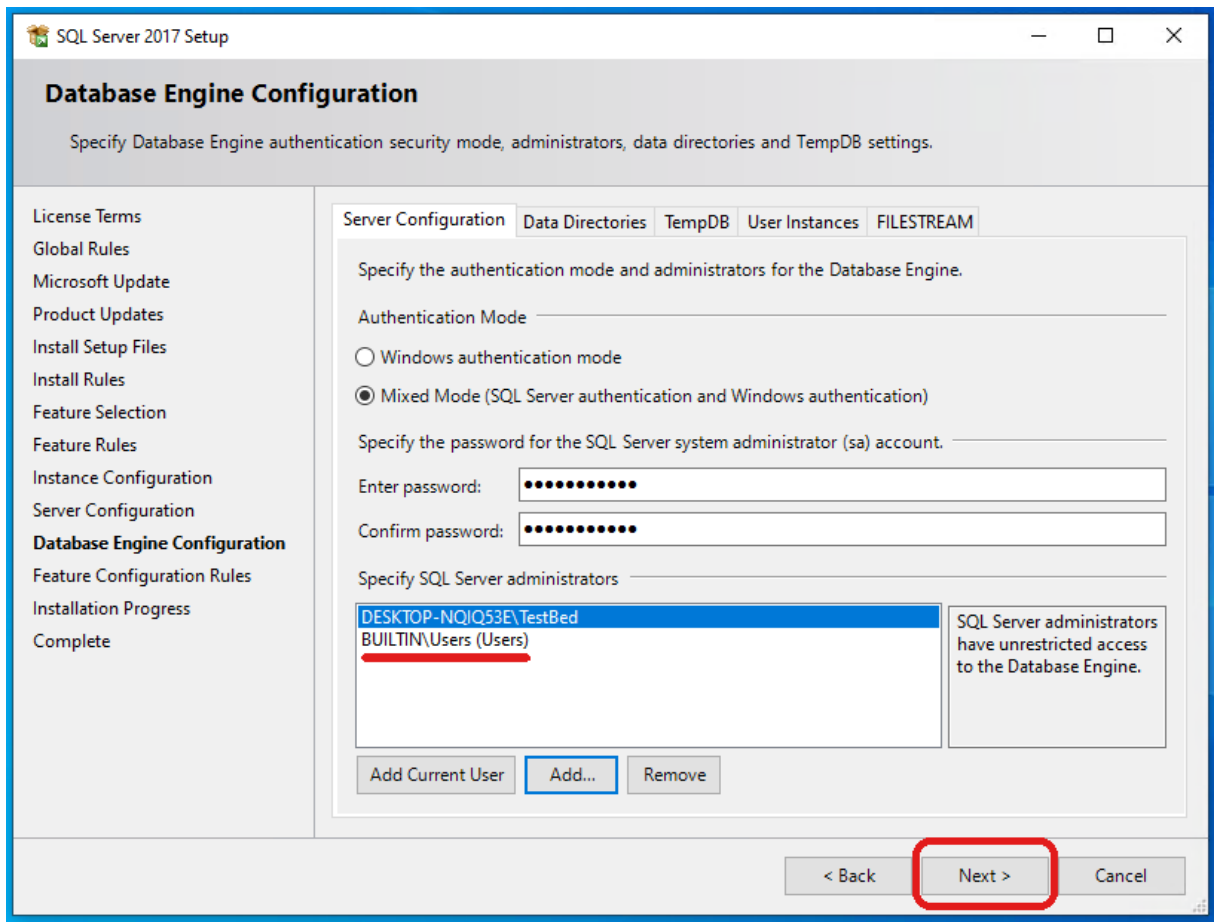 SQL Server 2017 Setup
Database Engine Configuration
Specify Database Engine authentication security mode, administrators, data directories and TempDB settings.
License Terms
Global Rules
Microsoft Update
Product Updates
Install Setup Files
Install Rules
Feature Selection
Feature Rules
Instance Configuration
Server Configuration
Database Engine Configuration
Feature Configuration Rules
Installation Progress
Complete
Server Configuration Data Directories TempDB User Instances FILESTREAM
Specify the authentication mode and administrators for the Database Engine.
Authentication Mode
Windows authentication mode
Mixed Mode (SQL Server authentication and Windows authentication)
Specify the password for the SQL Server system administrator (sa) account.
Enter password: ●●●●●●●●●●●
Confirm password: ●●●●●●●●●●●
Specify SQL Server administrators
DESKTOP-NQIQ53E\TestBed
BUILTIN\Users (Users)
SQL Server administrators
have unrestricted access
to the Database Engine.
Add Current User Add... Remove
< Back Next > Cancel